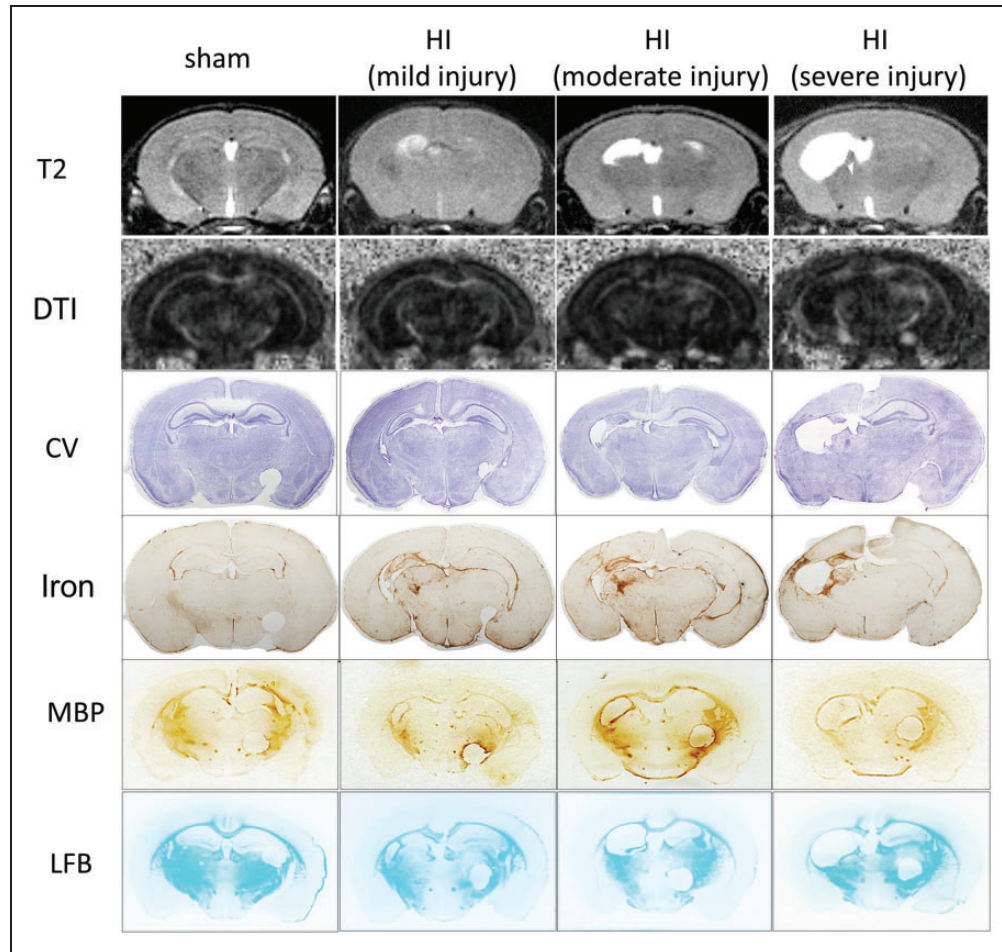 sham
HI
(mild injury)
HI
(moderate injury)
HI
(severe injury)
T2
DTI
CV
Iron
MBP
LFB